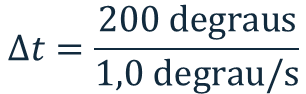 Δt = 200 degraus / 1,0 degrau/s